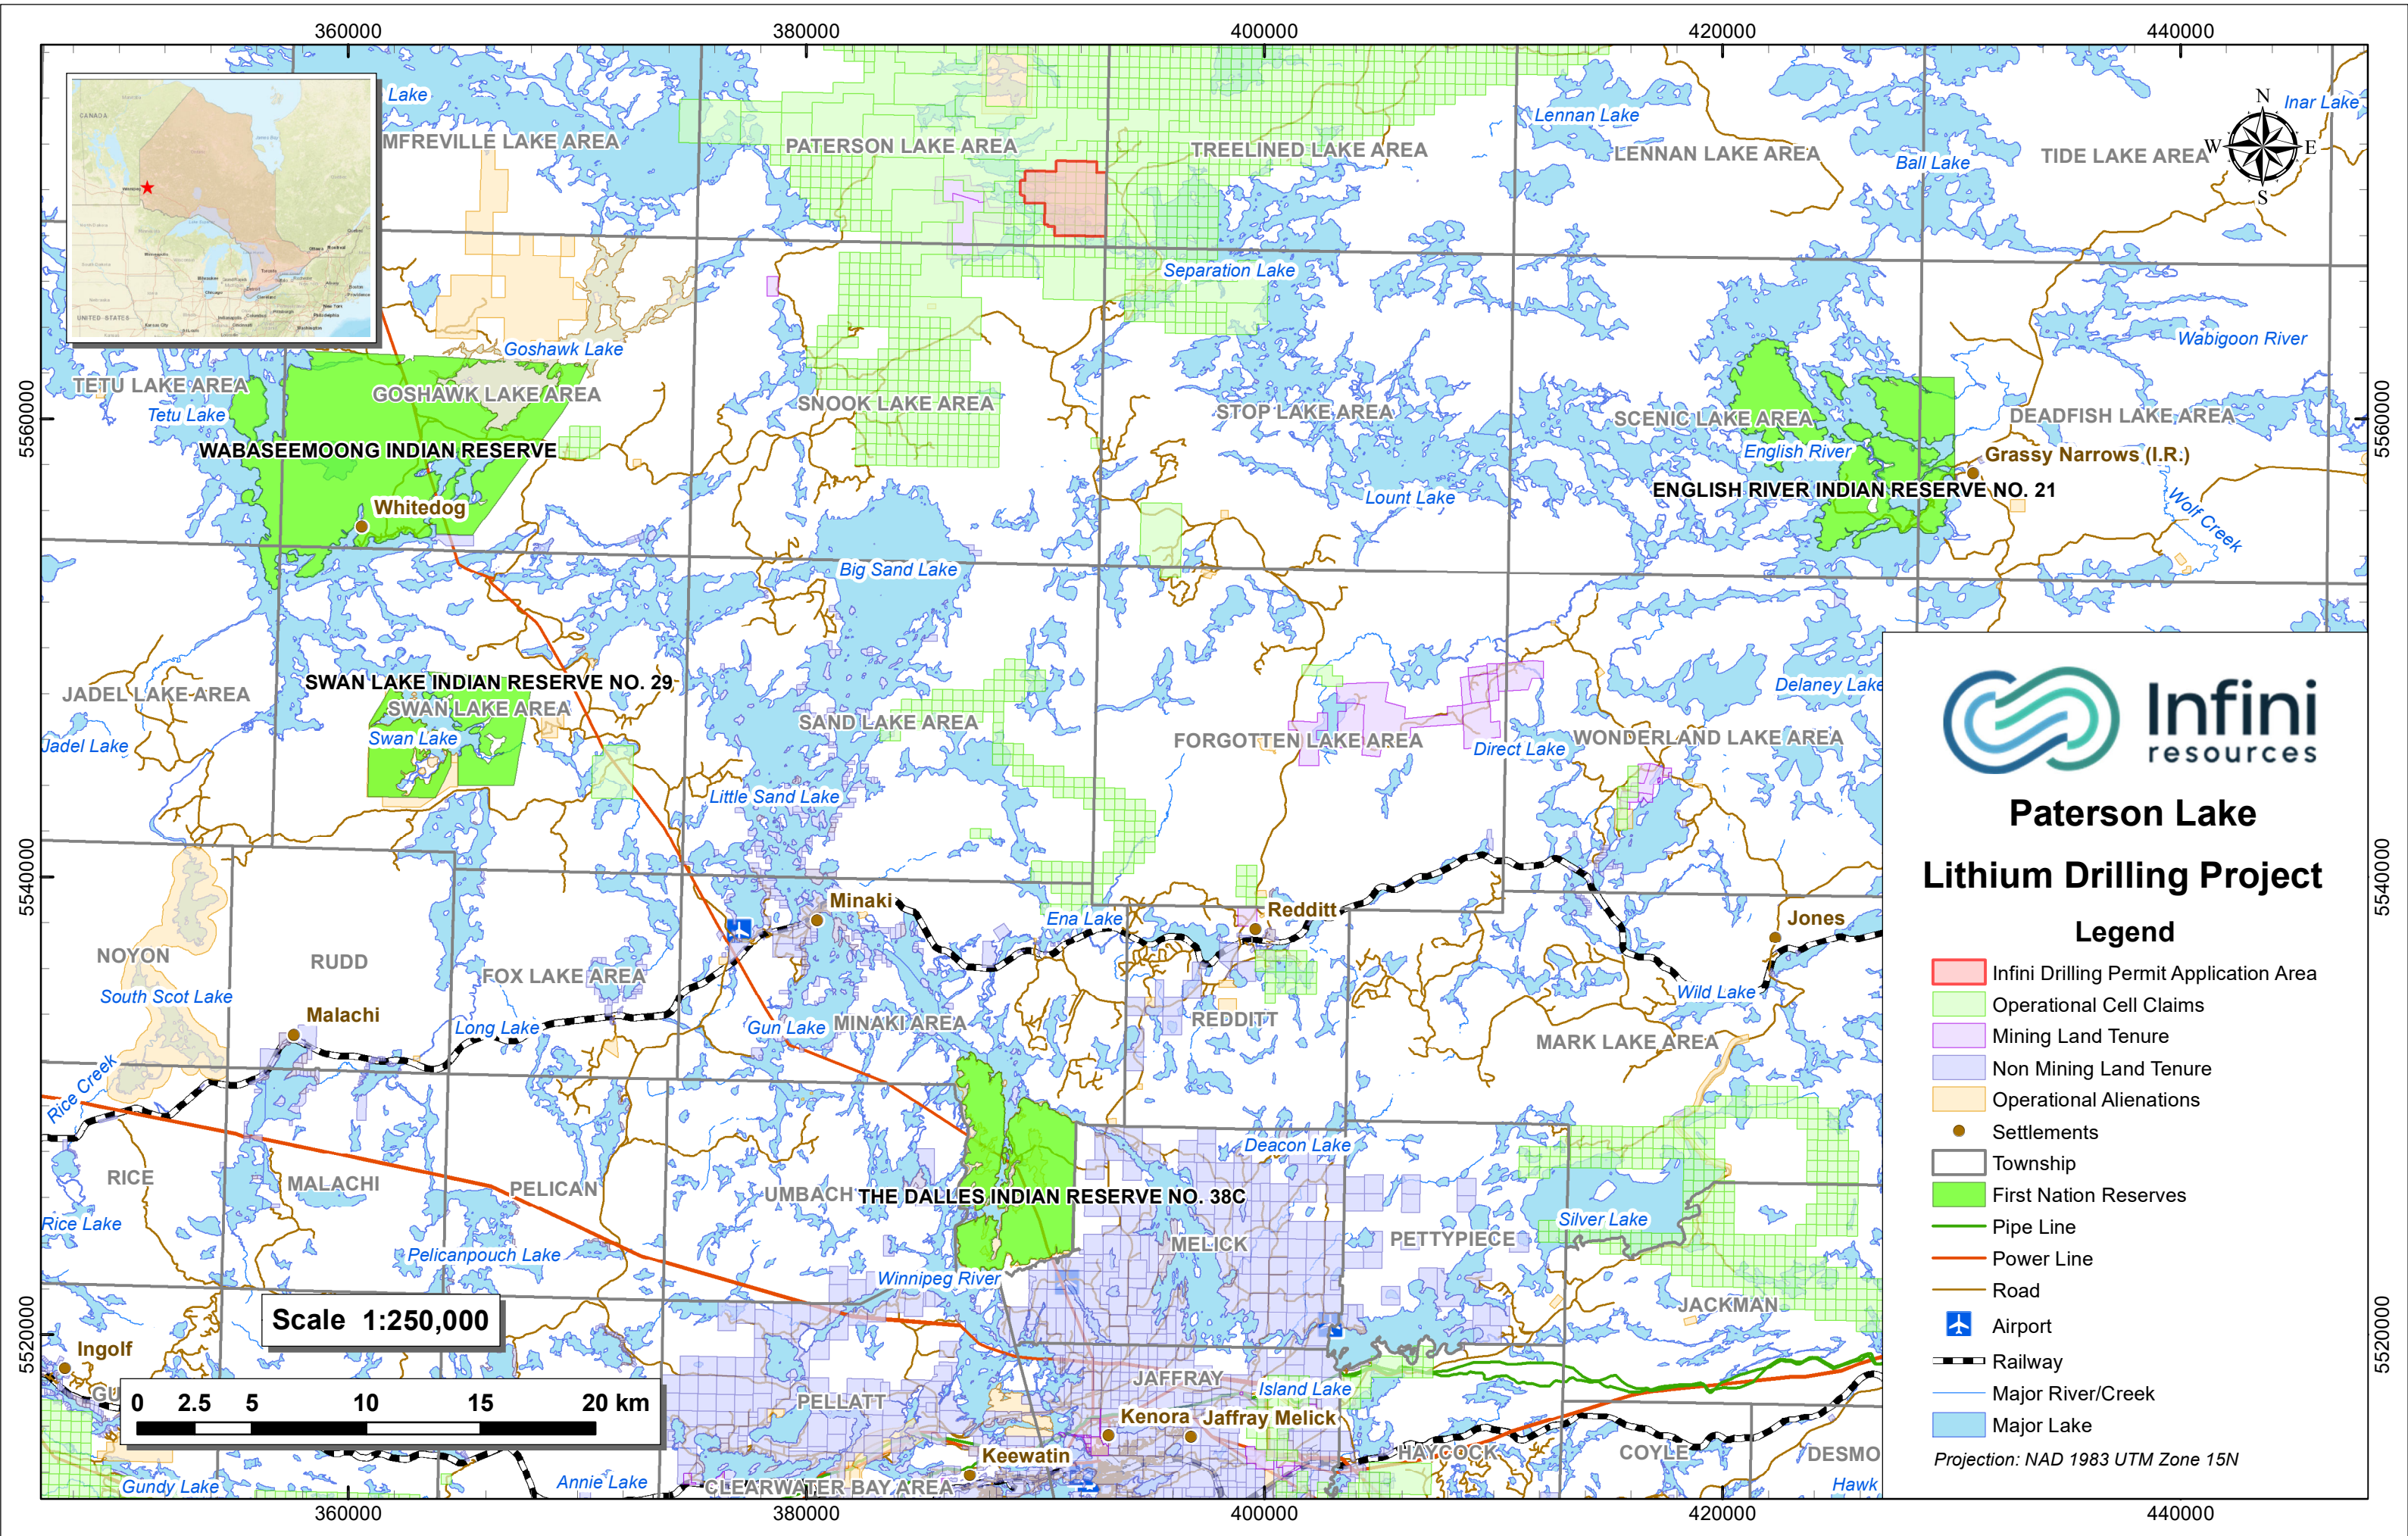 360000
380000
400000
420000
440000
CANADA
UNITED STATES
Lake
MFREVILLE LAKE AREA
PATERSON LAKE AREA
TREELINED LAKE AREA
Lennan Lake
LENNAN LAKE AREA
Ball Lake
TIDE LAKE AREA
Inar Lake
N
W
E
S
Separation Lake
Wabigoon River
Goshawk Lake
TETU LAKE AREA
Tetu Lake
GOSHAWK LAKE AREA
SNOOK LAKE AREA
STOP LAKE AREA
SCENIC LAKE AREA
DEADFISH LAKE AREA
5560000
5560000
WABASEEMOONG INDIAN RESERVE
English River
Grassy Narrows (I.R.)
ENGLISH RIVER INDIAN RESERVE NO. 21
Lount Lake
Wolf Creek
Whitedog
Big Sand Lake
SWAN LAKE INDIAN RESERVE NO. 29
JADEL LAKE AREA
SWAN LAKE AREA
Swan Lake
Jadel Lake
SAND LAKE AREA
FORGOTTEN LAKE AREA
Direct Lake
WONDERLAND LAKE AREA
Delaney Lake
Little Sand Lake
5540000
5540000
Minaki
Ena Lake
Redditt
Jones
NOYON
RUDD
FOX LAKE AREA
South Scot Lake
Malachi
Long Lake
Gun Lake
MINAKI AREA
REDDITT
Wild Lake
MARK LAKE AREA
Rice Creek
Deacon Lake
RICE
MALACHI
PELICAN
UMBACH
THE DALLES INDIAN RESERVE NO. 38C
Rice Lake
Pelicanpouch Lake
MELICK
PETTYPIECE
Silver Lake
Winnipeg River
JACKMAN
5520000
5520000
Scale 1:250,000
Ingolf
GU
0 2.5 5 10 15 20 km
PELLATT
JAFFRAY
Island Lake
Kenora
Jaffray Melick
Keewatin
HAYCOCK
COYLE
DESMO
Gundy Lake
Annie Lake
CLEARWATER BAY AREA
Hawk
Infini
resources
Paterson Lake
Lithium Drilling Project
Legend
Infini Drilling Permit Application Area
Operational Cell Claims
Mining Land Tenure
Non Mining Land Tenure
Operational Alienations
Settlements
Township
First Nation Reserves
Pipe Line
Power Line
Road
Airport
Railway
Major River/Creek
Major Lake
Projection: NAD 1983 UTM Zone 15N
360000
380000
400000
420000
440000